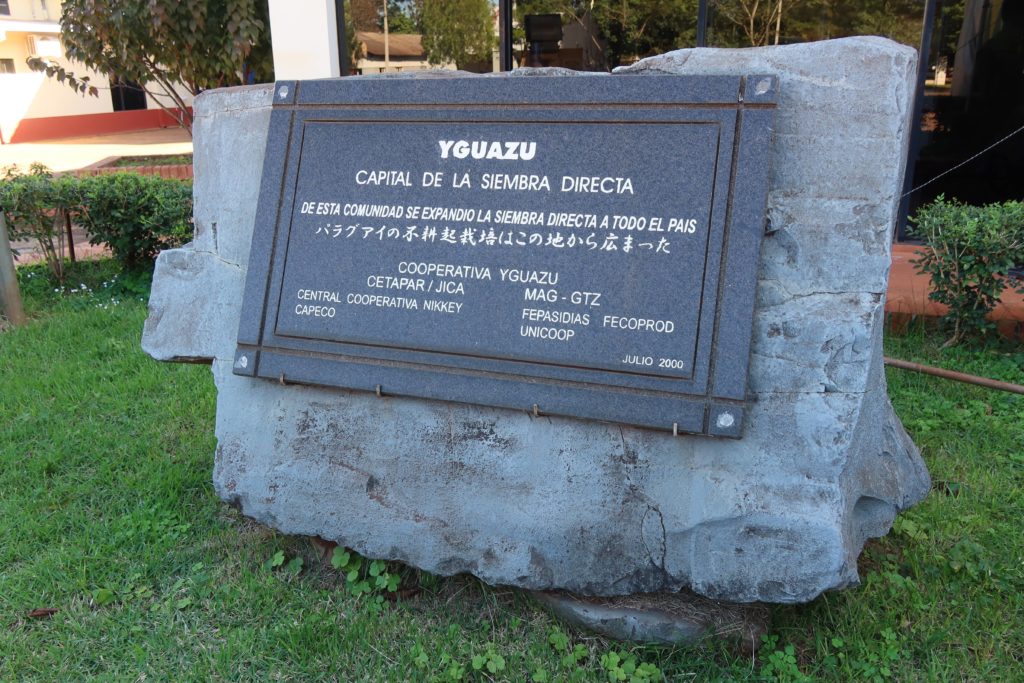 YGUAZU
CAPITAL DE LA SIEMBRA DIRECTA
DE ESTA COMUNIDAD SE EXPANDIO LA SIEMBRA DIRECTA A TODO EL PAIS
パラグアイの不耕起栽培はこの地から広まった
COOPERATIVA YGUAZU
CETAPAR/JICA MAG - GTZ
CENTRAL COOPERATIVA NIKKEY FEPASIDIAS FECOPROD
CAPECO UNICOOP
JULIO 2000